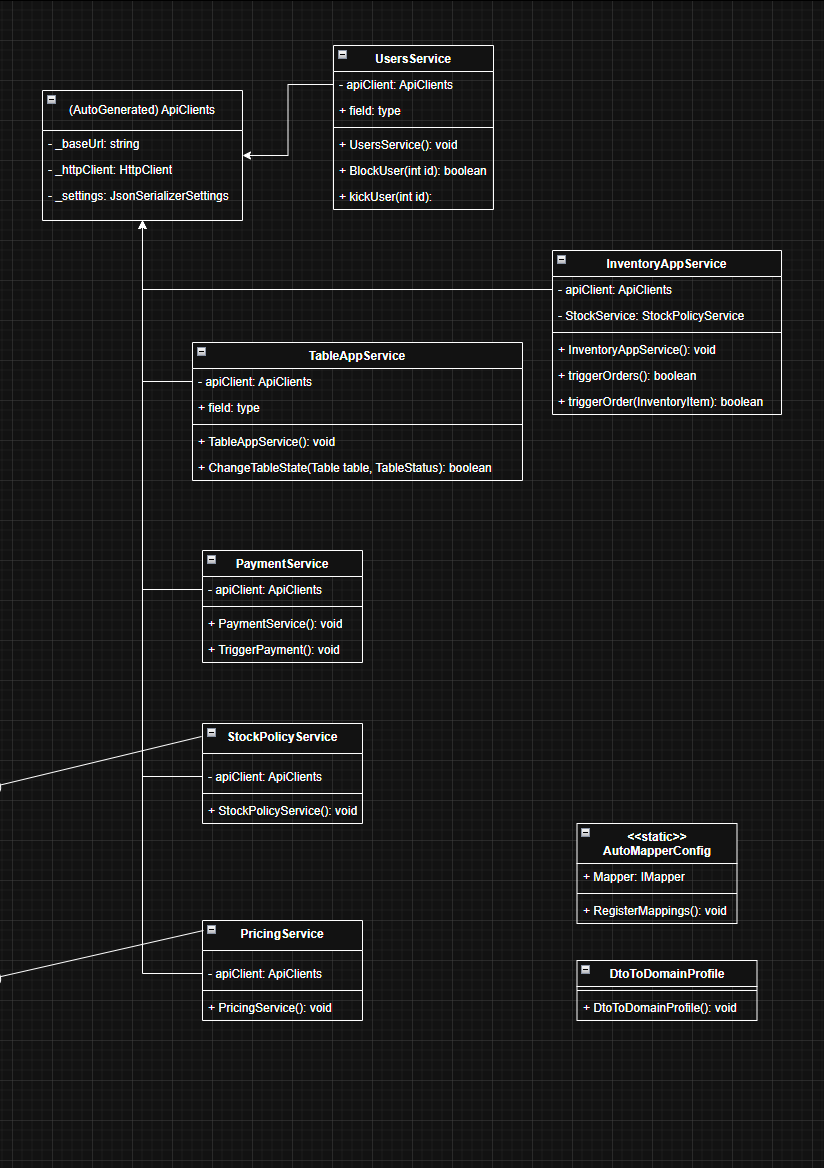 UsersService
- apiClient: ApiClients
+ field: type
+ UsersService(): void
+ BlockUser(int id): boolean
+ kickUser(int id):
(AutoGenerated) ApiClients
- _baseUrl: string
- _httpClient: HttpClient
- _settings: JsonSerializerSettings
InventoryAppService
- apiClient: ApiClients
- StockService: StockPolicyService
+ InventoryAppService(): void
+ triggerOrders(): boolean
+ triggerOrder(InventoryItem): boolean
TableAppService
- apiClient: ApiClients
+ field: type
+ TableAppService(): void
+ ChangeTableState(Table table, TableStatus): boolean
PaymentService
- apiClient: ApiClients
+ PaymentService(): void
+ TriggerPayment(): void
StockPolicyService
- apiClient: ApiClients
+ StockPolicyService(): void
<<static>>
AutoMapperConfig
+ Mapper: IMapper
+ RegisterMappings(): void
PricingService
- apiClient: ApiClients
+ PricingService(): void
DtoToDomainProfile
+ DtoToDomainProfile(): void